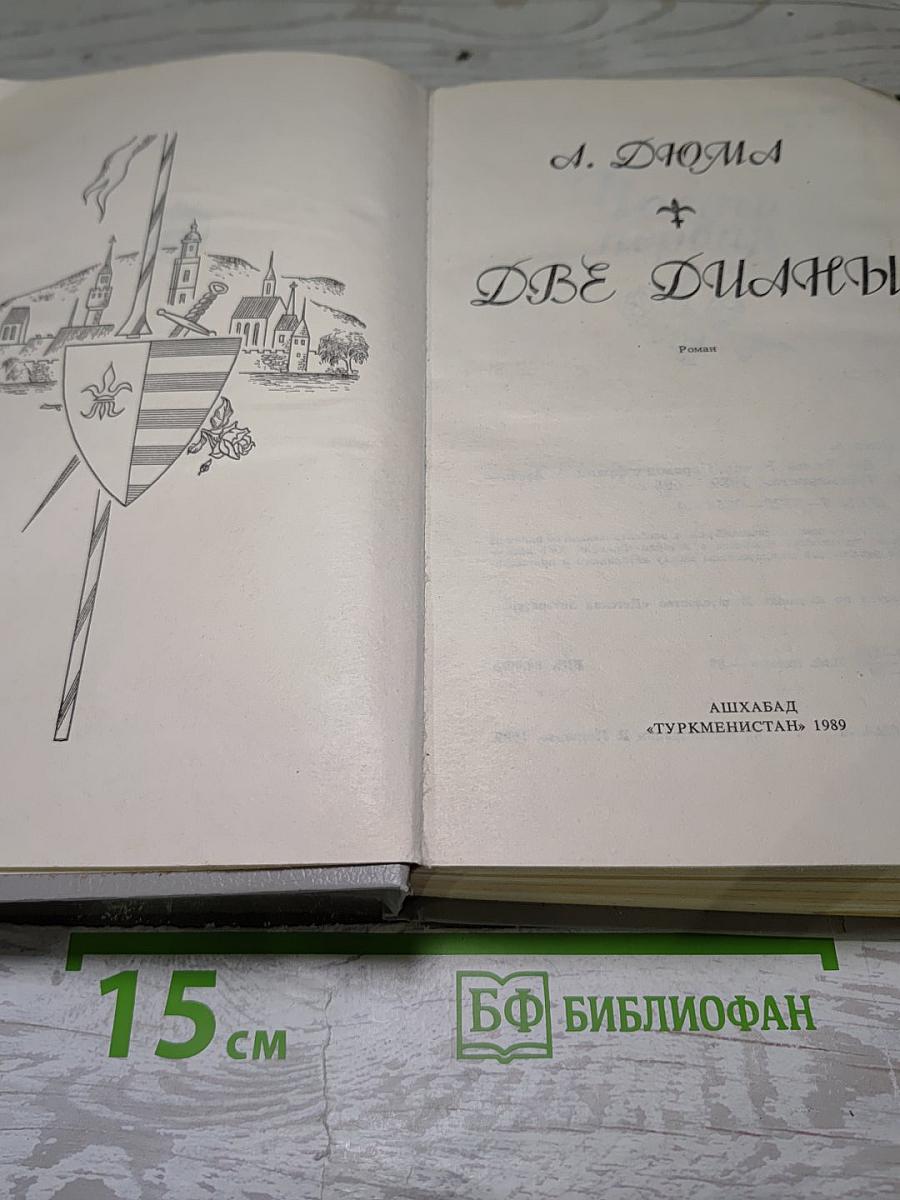 А. ДЮМА
ДВЕ ДИАНЫ
Роман
АШХАБАД
«ТУРКМЕНИСТАН» 1989
15 см
БФ БИБЛИОФАН